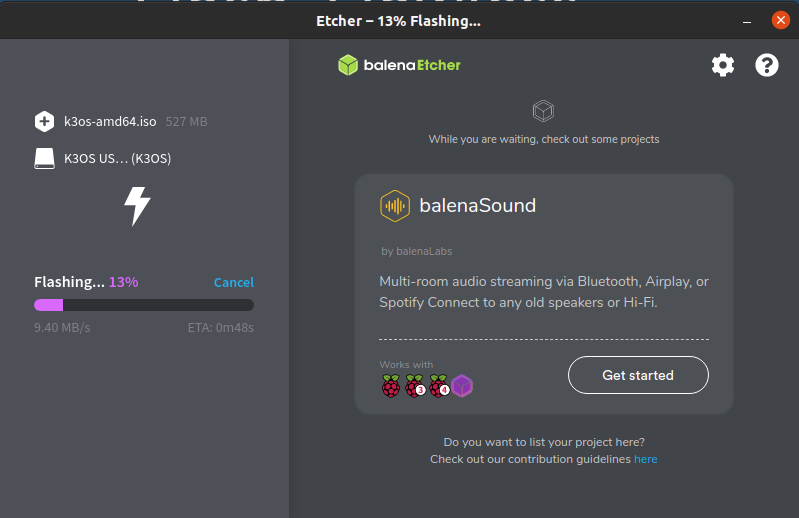 Etcher – 13% Flashing...
balenaEtcher
k3os-amd64.iso 527 MB
K3OS US... (K3OS)
Flashing... 13% Cancel
9.40 MB/s ETA: 0m48s
While you are waiting, check out some projects
balenaSound
by balenaLabs
Multi-room audio streaming via Bluetooth, Airplay, or
Spotify Connect to any old speakers or Hi-Fi.
Works with
3 4
Get started
Do you want to list your project here?
Check out our contribution guidelines here